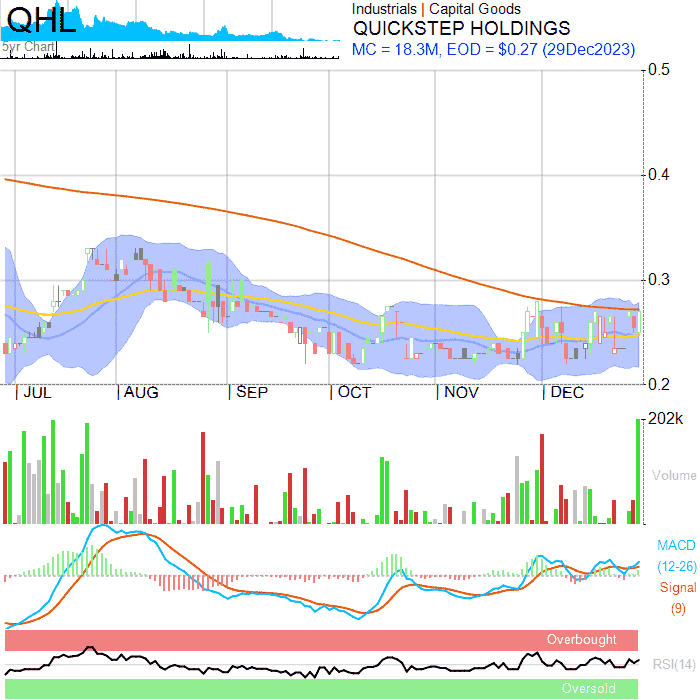 QHL
5yr Chart
Industrials | Capital Goods
QUICKSTEP HOLDINGS
MC = 18.3M, EOD = $0.27 (29Dec2023)
0.5
0.4
0.3
0.2
JUL AUG SEP OCT NOV DEC
202k
Volume
MACD
(12-26)
Signal
(9)
Overbought
RSI(14)
Oversold